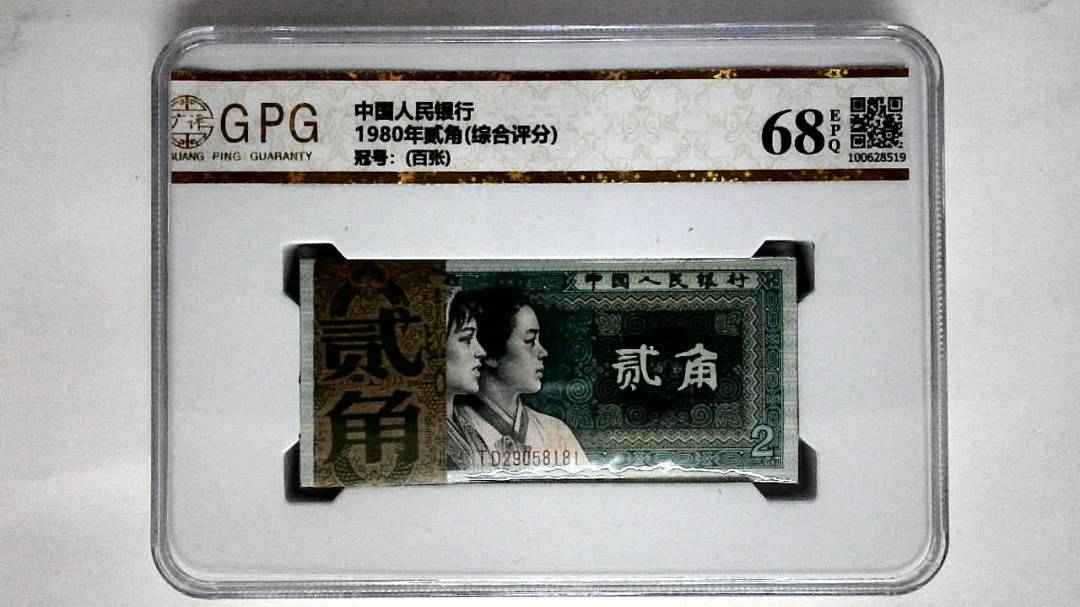 GPG
UANG PING GUARANTY
中国人民银行
1980年贰角(综合评分)
冠号：(百张)
68
EPQ
100628519
中国人民银行
贰角
贰角
TD29058181
2